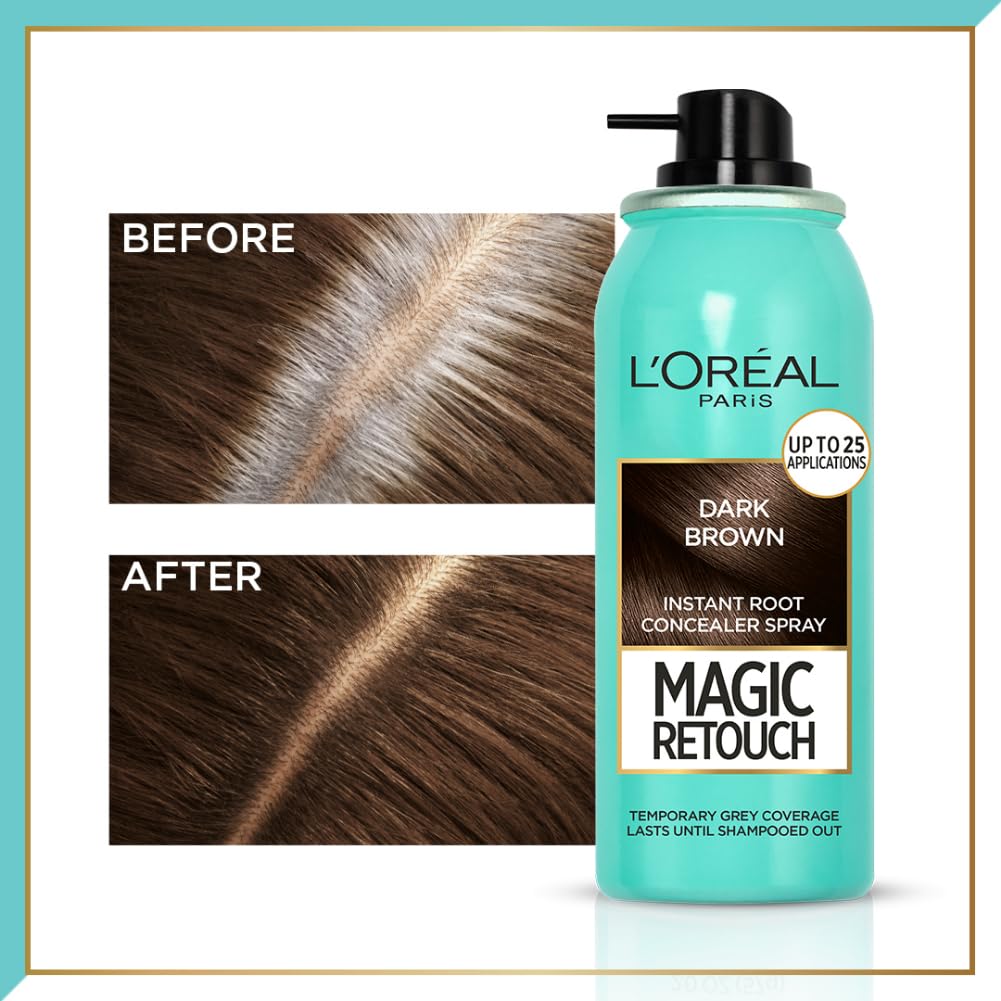 BEFORE
AFTER
L'ORÉAL
PARiS
UP TO 25
APPLICATIONS
DARK
BROWN
INSTANT ROOT
CONCEALER SPRAY
MAGIC
RETOUCH
TEMPORARY GREY COVERAGE
LASTS UNTIL SHAMPOOED OUT